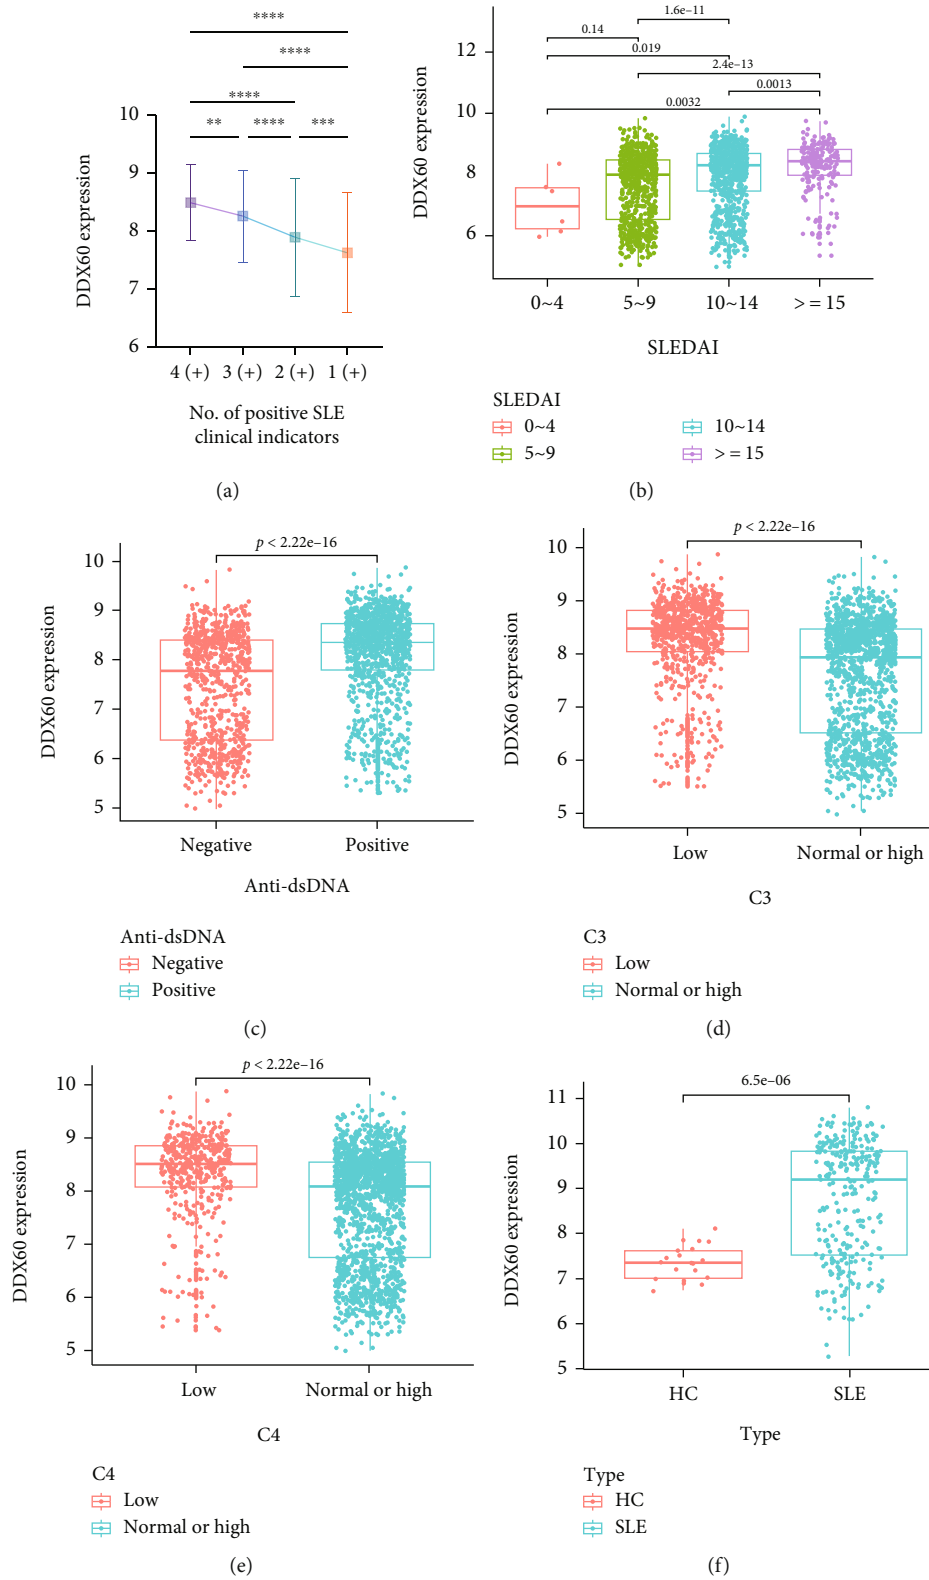 ****
****
****
**
****
***
10
9
8
7
6
DDX60 expression
4 (+)
3 (+)
2 (+)
1 (+)
No. of positive SLE
clinical indicators
(a)
1.6e–11
0.14
0.019
2.4e–13
0.0013
0.0032
12
10
8
6
DDX60 expression
0~4
5~9
10~14
> = 15
SLEDAI
SLEDAI
0~4
10~14
5~9
> = 15
(b)
p < 2.22e–16
10
9
8
7
6
5
DDX60 expression
Negative
Positive
Anti-dsDNA
Anti-dsDNA
Negative
Positive
(c)
p < 2.22e–16
10
9
8
7
6
5
DDX60 expression
Low
Normal or high
C3
C3
Low
Normal or high
(d)
p < 2.22e–16
10
9
8
7
6
5
DDX60 expression
Low
Normal or high
C4
C4
Low
Normal or high
(e)
6.5e–06
11
10
9
8
7
6
5
DDX60 expression
HC
SLE
Type
Type
HC
SLE
(f)